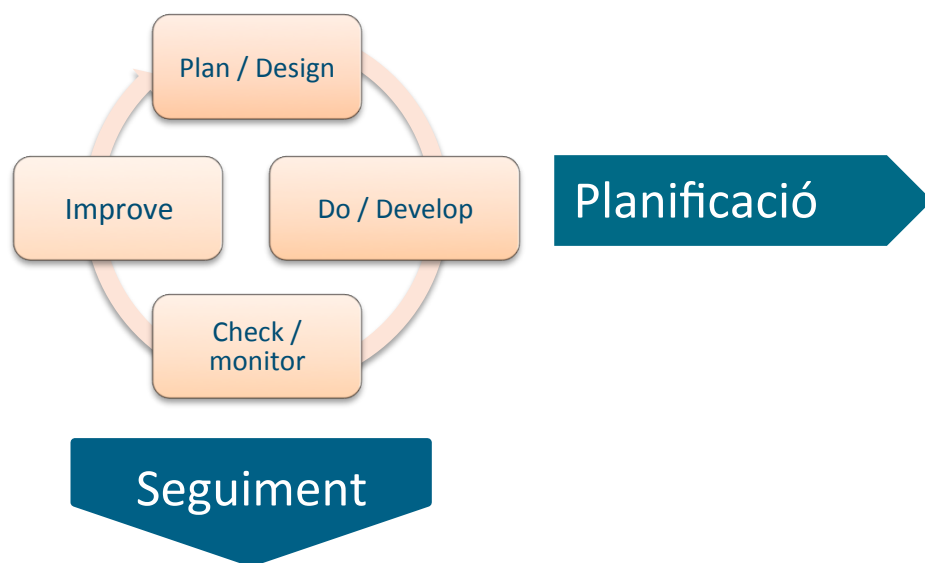 Plan / Design
Improve
Do / Develop
Planificació
Check /
monitor
Seguiment